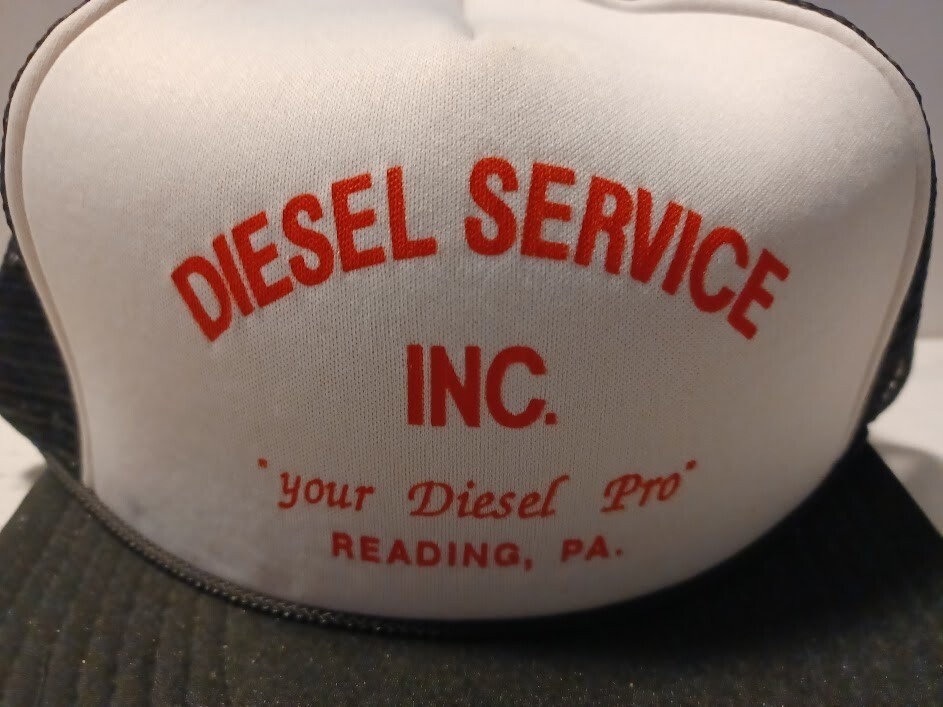 DIESEL SERVICE
INC.
"your Diesel Pro"
READING, PA.